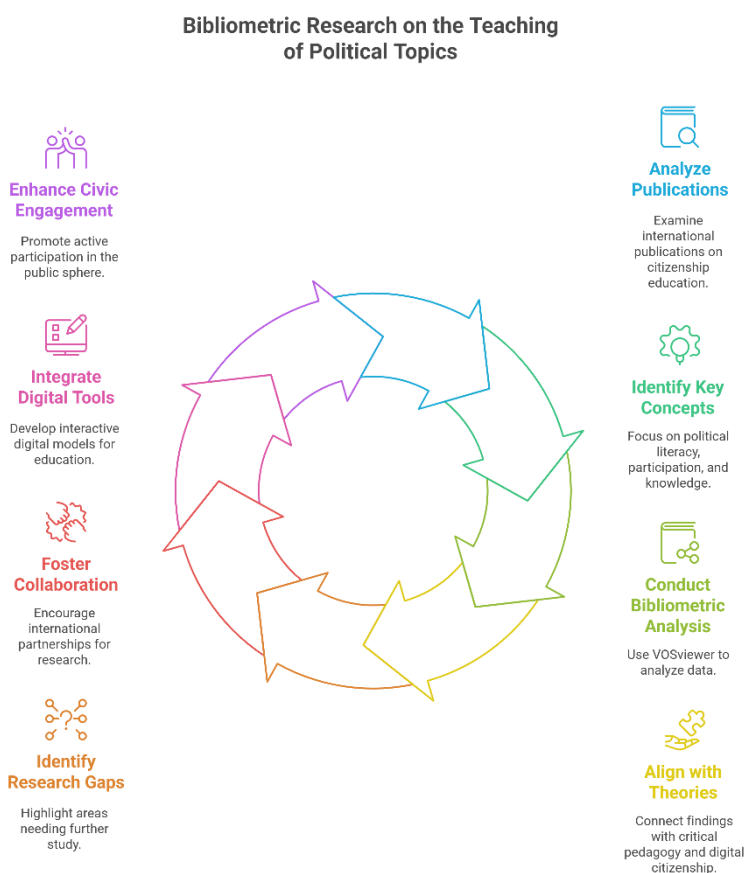 Bibliometric Research on the Teaching
of Political Topics
Enhance Civic
Engagement
Promote active
participation in the
public sphere.
Integrate
Digital Tools
Develop interactive
digital models for
education.
Foster
Collaboration
Encourage
international
partnerships for
research.
Identify
Research Gaps
Highlight areas
needing further
study.
Analyze
Publications
Examine
international
publications on
citizenship
education.
Identify Key
Concepts
Focus on political
literacy,
participation, and
knowledge.
Conduct
Bibliometric
Analysis
Use VOSviewer to
analyze data.
Align with
Theories
Connect findings
with critical
pedagogy and digital
citizenship.